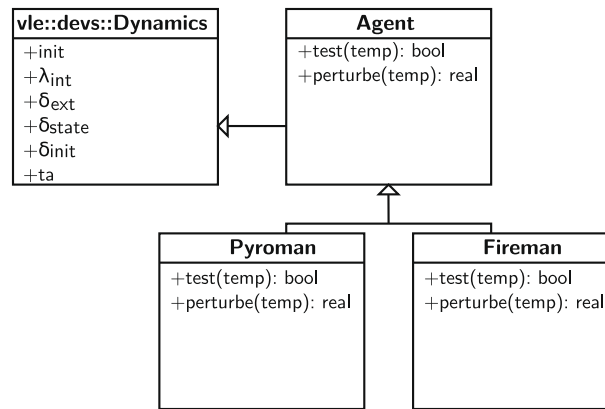 vle::devs::Dynamics
+init
+λint
+δext
+δstate
+δinit
+ta
Agent
+test(temp): bool
+perturbe(temp): real
Pyroman
+test(temp): bool
+perturbe(temp): real
Fireman
+test(temp): bool
+perturbe(temp): real